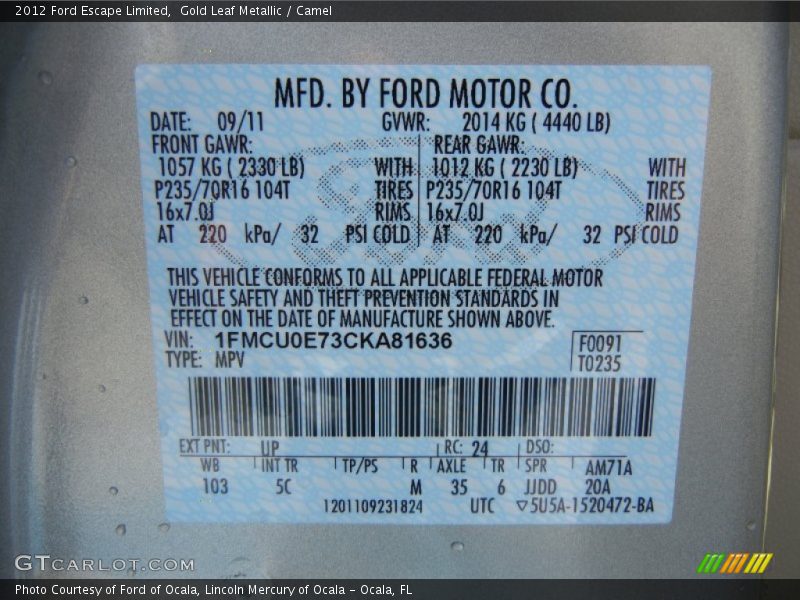 2012 Ford Escape Limited,  Gold Leaf Metallic / Camel
MFD. BY FORD MOTOR CO.
DATE: 09/11 GVWR: 2014 KG ( 4440 LB)
FRONT GAWR: REAR GAWR:
1057 KG ( 2330 LB) WITH 1012 KG ( 2230 LB) WITH
P235/70R16 104T TIRES P235/70R16 104T TIRES
16x7.0J RIMS 16x7.0J RIMS
AT 220 kPa/ 32 PSI COLD AT 220 kPa/ 32 PSI COLD
THIS VEHICLE CONFORMS TO ALL APPLICABLE FEDERAL MOTOR
VEHICLE SAFETY AND THEFT PREVENTION STANDARDS IN
EFFECT ON THE DATE OF MANUFACTURE SHOWN ABOVE.
VIN: 1FMCU0E73CKA81636 F0091
TYPE: MPV T0235
EXT PNT: UP RC: 24 DSO:
WB INT TR TP/PS R AXLE TR SPR AM71A
103 5C M 35 6 JJDD 20A
1201109231824 UTC ▽5U5A-1520472-BA
GTCARLOT.COM
Photo Courtesy of Ford of Ocala, Lincoln Mercury of Ocala – Ocala, FL